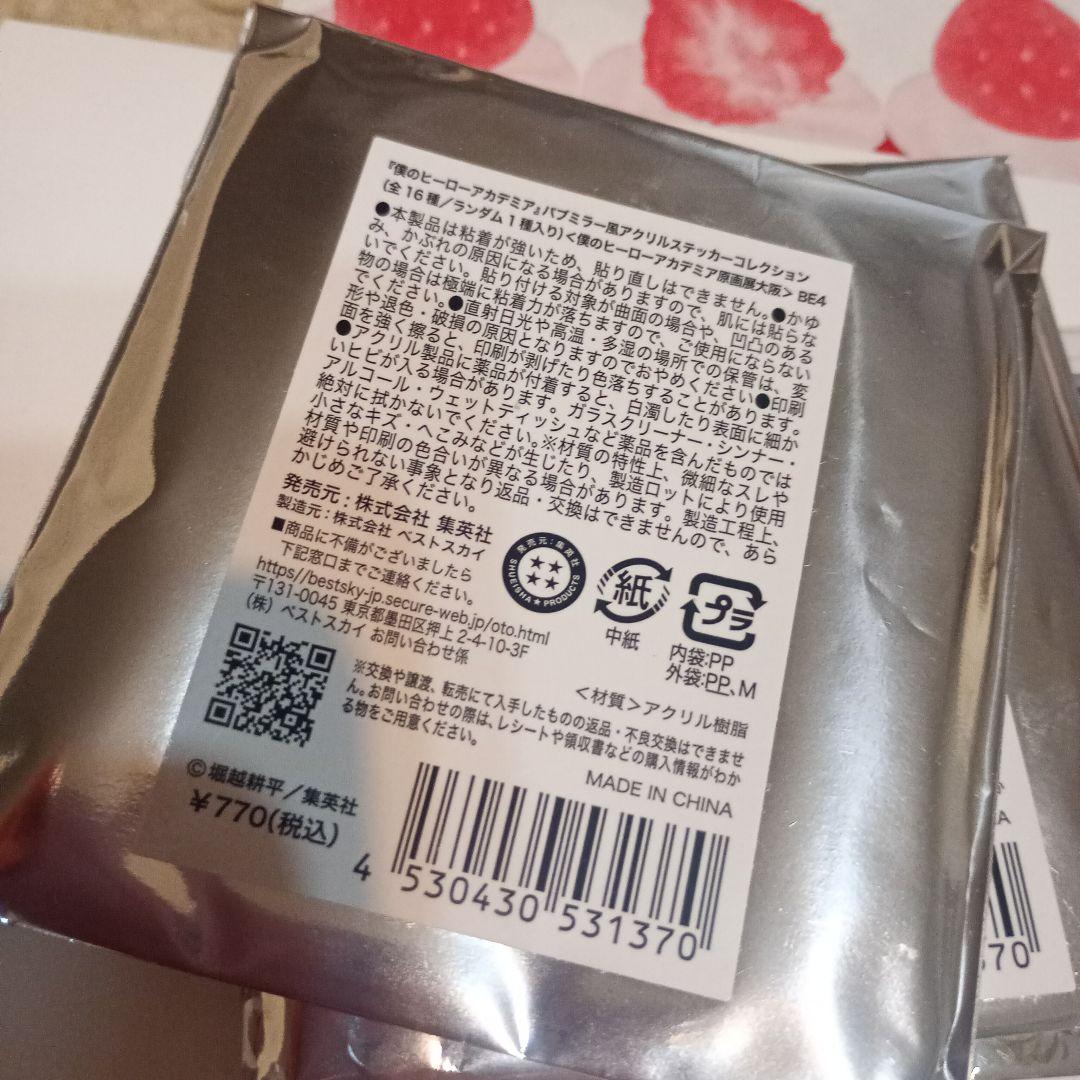 『僕のヒーローアカデミア』パブミラー風アクリルステッカーコレクション
(全16種／ランダム1種入り)<僕のヒーローアカデミア原画展大阪> BE4
●本製品は粘着が強いため、貼り直しはできません。●かゆ
み、かぶれの原因になる場合がありますので、肌には貼らな
いでください。貼り付ける対象が曲面の場合や、凹凸のある
物の場合は極端に粘着力が落ちますので、ご使用にならない
でください。●直射日光や高温・多湿の場所での保管は、変
形や退色・破損の原因となりますのでおやめください●印刷
面を強く擦ると、印刷が剥げたり色落ちすることがあります。
●アクリル製品に薬品が付着すると、白濁したり表面に細か
いヒビが入る場合があります。ガラスクリーナー・シンナー・
アルコール・ウェットティッシュなど薬品を含んだものでは
絶対に拭かないでください。※材質の特性上、微細なスレや
小さなキズ・へこみなどが生じたり、製造ロットにより使用
材質や印刷の色合いが異なる場合があります。製造工程上、
避けられない事象となり返品・交換はできませんので、あら
かじめご了承ください。
発売元：株式会社 集英社
製造元：株式会社 ベストスカイ
■商品に不備がございましたら
下記窓口までご連絡ください。
https//bestsky-jp.secure-web.jp/oto.html
〒131-0045 東京都墨田区押上 2-4-10-3F
(株) ベストスカイ お問い合わせ係
発売元：集英社
SHUEISHA★PRODUCTS
紙
中紙
プラ
内袋:PP
外袋:PP、M
<材質>アクリル樹脂
※交換や譲渡、転売にて入手したものの返品・不良交換はできませ
ん。お問い合わせの際は、レシートや領収書などの購入情報がわか
る物をご用意ください。
MADE IN CHINA
©堀越耕平／集英社
￥770(税込)
4 530430 531370
370